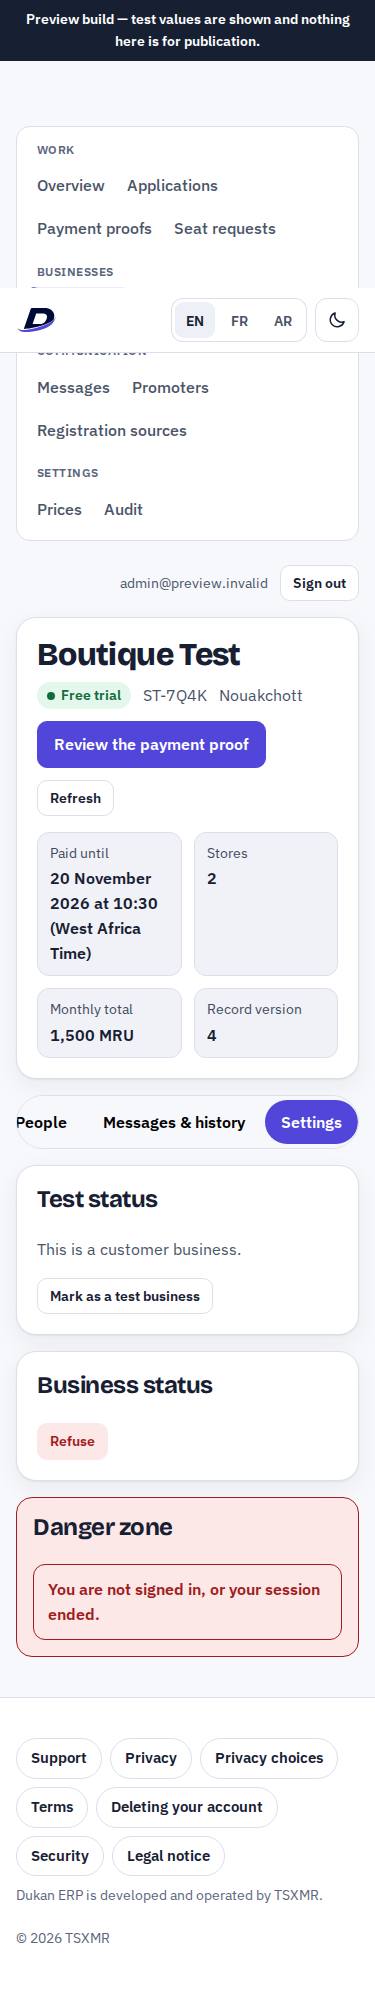 Preview build — test values are shown and nothing
here is for publication.
WORK
Overview Applications
Payment proofs Seat requests
BUSINESSES
D
EN FR AR
Messages Promoters
Registration sources
SETTINGS
Prices Audit
admin@preview.invalid Sign out
Boutique Test
Free trial ST-7Q4K Nouakchott
Review the payment proof
Refresh
Paid until
20 November
2026 at 10:30
(West Africa
Time)
Stores
2
Monthly total
1,500 MRU
Record version
4
People Messages & history Settings
Test status
This is a customer business.
Mark as a test business
Business status
Refuse
Danger zone
You are not signed in, or your session
ended.
Support Privacy Privacy choices
Terms Deleting your account
Security Legal notice
Dukan ERP is developed and operated by TSXMR.
© 2026 TSXMR